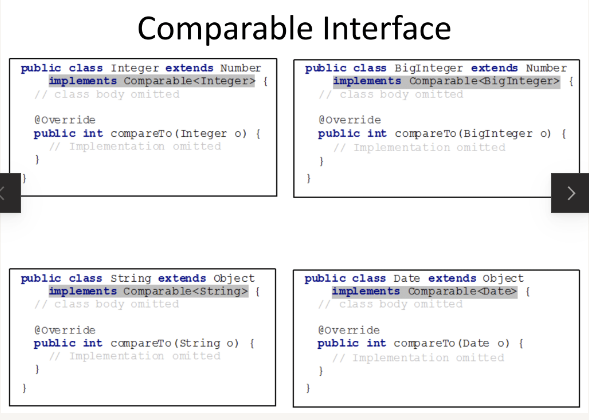 Comparable Interface
public class Integer extends Number
implements Comparable<Integer> {
// class body omitted
@Override
public int compareTo(Integer o) {
// Implementation omitted
}
}
public class BigInteger extends Number
implements Comparable<BigInteger> {
// class body omitted
@Override
public int compareTo(BigInteger o) {
// Implementation omitted
}
}
public class String extends Object
implements Comparable<String> {
// class body omitted
@Override
public int compareTo(String o) {
// Implementation omitted
}
}
public class Date extends Object
implements Comparable<Date> {
// class body omitted
@Override
public int compareTo(Date o) {
// Implementation omitted
}
}